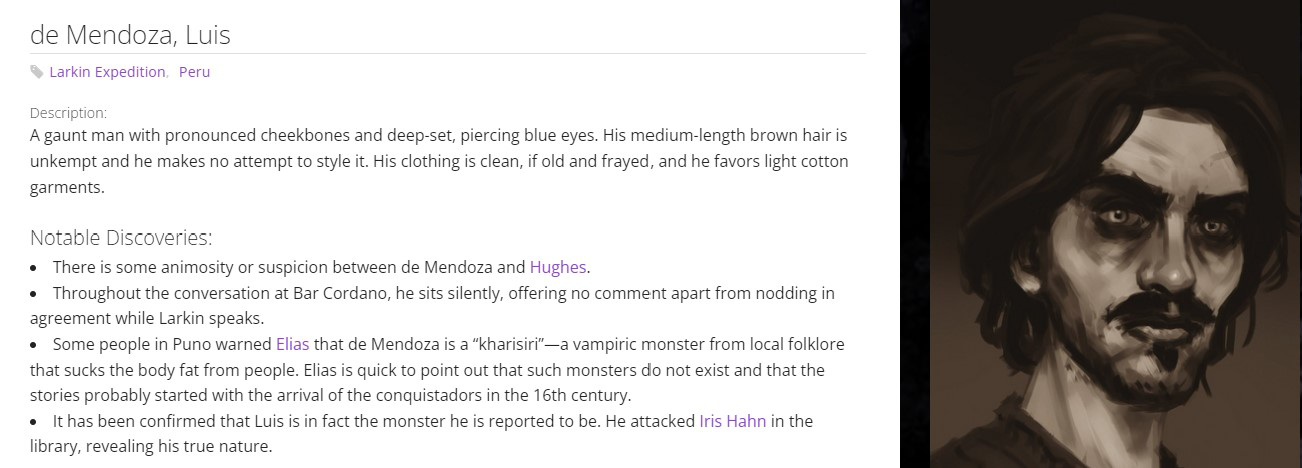 de Mendoza, Luis
Larkin Expedition, Peru
Description:
A gaunt man with pronounced cheekbones and deep-set, piercing blue eyes. His medium-length brown hair is
unkempt and he makes no attempt to style it. His clothing is clean, if old and frayed, and he favors light cotton
garments.
Notable Discoveries:
• There is some animosity or suspicion between de Mendoza and Hughes.
• Throughout the conversation at Bar Cordano, he sits silently, offering no comment apart from nodding in
agreement while Larkin speaks.
• Some people in Puno warned Elias that de Mendoza is a “kharisiri”—a vampiric monster from local folklore
that sucks the body fat from people. Elias is quick to point out that such monsters do not exist and that the
stories probably started with the arrival of the conquistadors in the 16th century.
• It has been confirmed that Luis is in fact the monster he is reported to be. He attacked Iris Hahn in the
library, revealing his true nature.